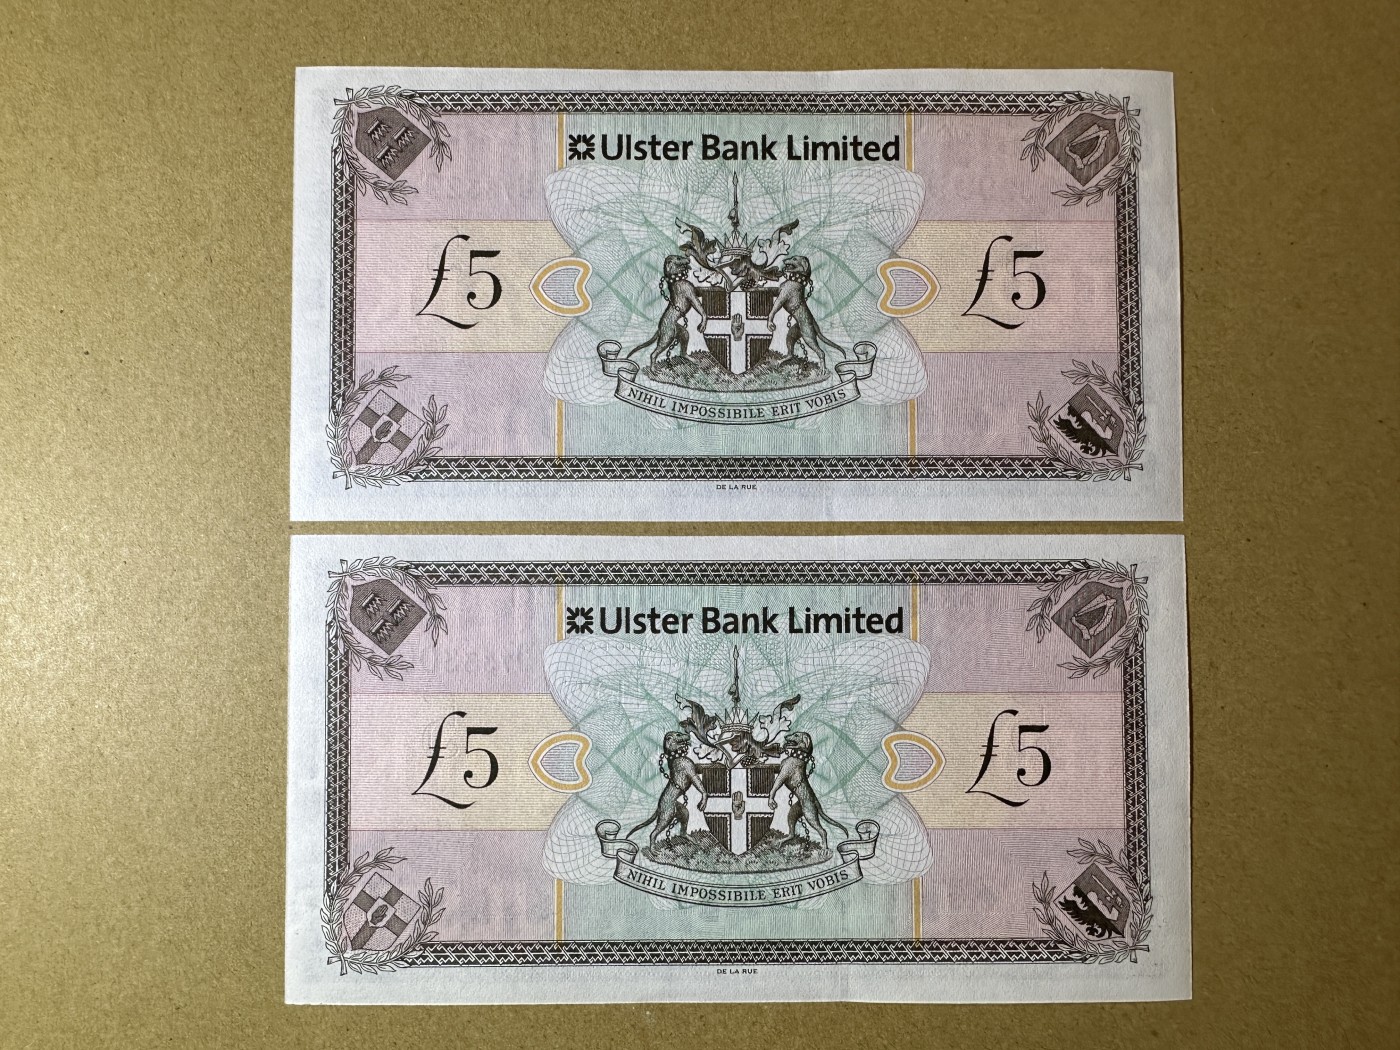 Ulster Bank Limited
£5 £5
NIHIL IMPOSSIBILE ERIT VOBIS
DE LA RUE
Ulster Bank Limited
£5 £5
NIHIL IMPOSSIBILE ERIT VOBIS
DE LA RUE